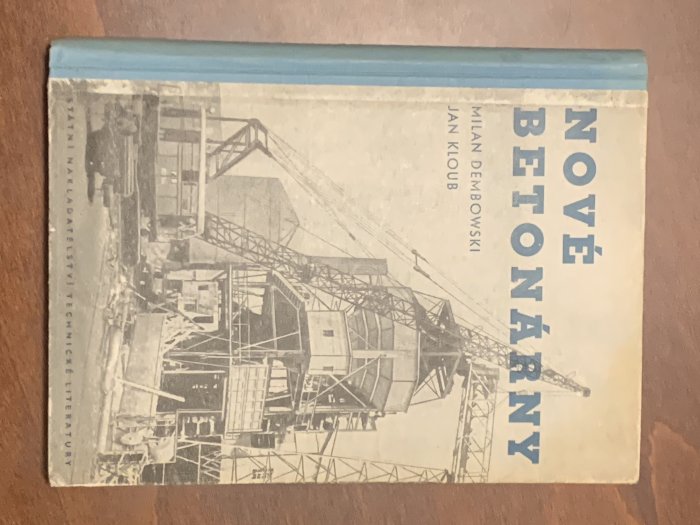 NOVÉ
BETONÁRNY
MILAN DEMBOWSKI
JAN KLOUB
STÁTNÍ NAKLADATELSTVÍ TECHNICKÉ LITERATURY